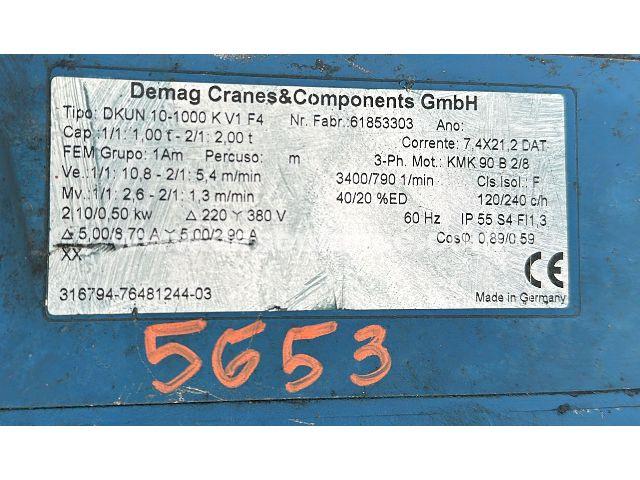 Demag Cranes&Components GmbH
Tipo: DKUN 10-1000 K V1 F4 Nr. Fabr.:61853303 Ano:
Cap.:1/1: 1,00 t - 2/1: 2,00 t Corrente: 7,4X21,2 DAT
FEM Grupo: 1Am Percuso: m 3-Ph. Mot.: KMK 90 B 2/8
Ve.:1/1: 10,8 - 2/1: 5,4 m/min 3400/790 1/min Cls.Isol.: F
Mv.:1/1: 2,6 - 2/1: 1,3 m/min 40/20 %ED 120/240 c/h
2,10/0,50 kw Δ 220 Y 380 V 60 Hz IP 55 S4 FI1,3
Δ 5,00/8,70 A Y 5,00/2,90 A CosΦ: 0,89/0,59
XX
316794-76481244-03
CE
Made in Germany
5653